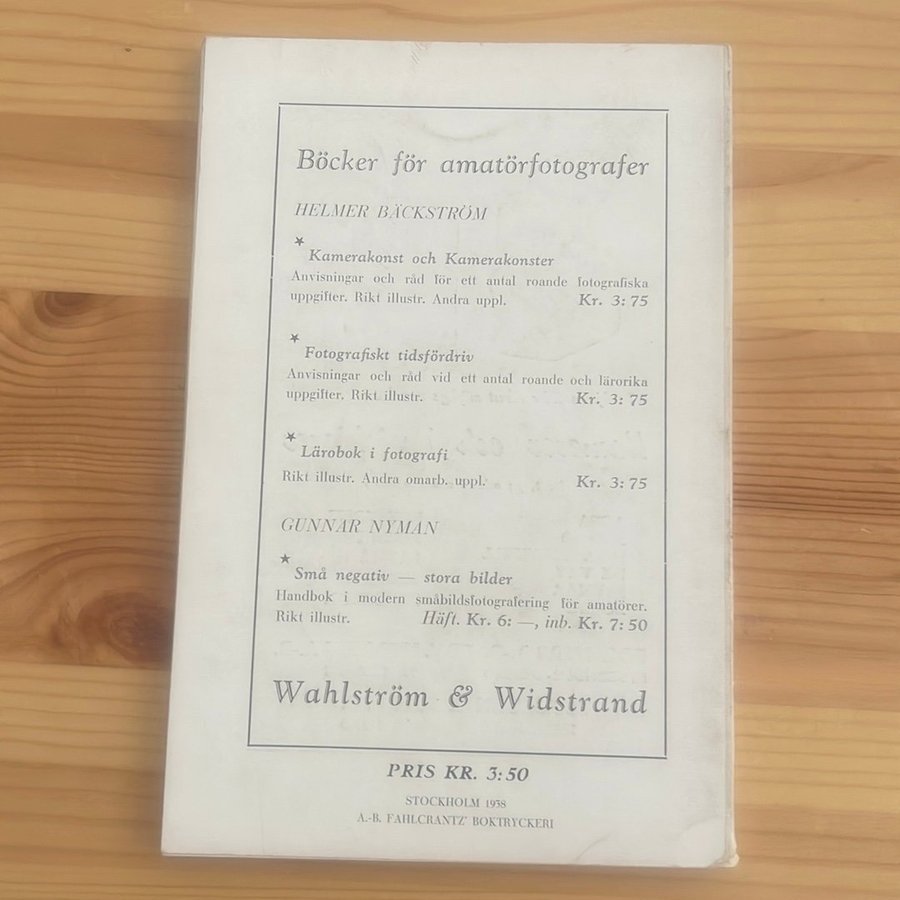 Böcker för amatörfotografer
HELMER BÄCKSTRÖM
★ Kamerakonst och Kamerakonster
Anvisningar och råd för ett antal roande fotografiska
uppgifter. Rikt illustr. Andra uppl. Kr. 3: 75
★ Fotografiskt tidsfördriv
Anvisningar och råd vid ett antal roande och lärorika
uppgifter. Rikt illustr. Kr. 3: 75
★ Lärobok i fotografi
Rikt illustr. Andra omarb. uppl. Kr. 3: 75
GUNNAR NYMAN
★ Små negativ — stora bilder
Handbok i modern småbildsfotografering för amatörer.
Rikt illustr. Häft. Kr. 6: —, inb. Kr. 7: 50
Wahlström & Widstrand
PRIS KR. 3: 50
STOCKHOLM 1938
A.-B. FAHLCRANTZ' BOKTRYCKERI